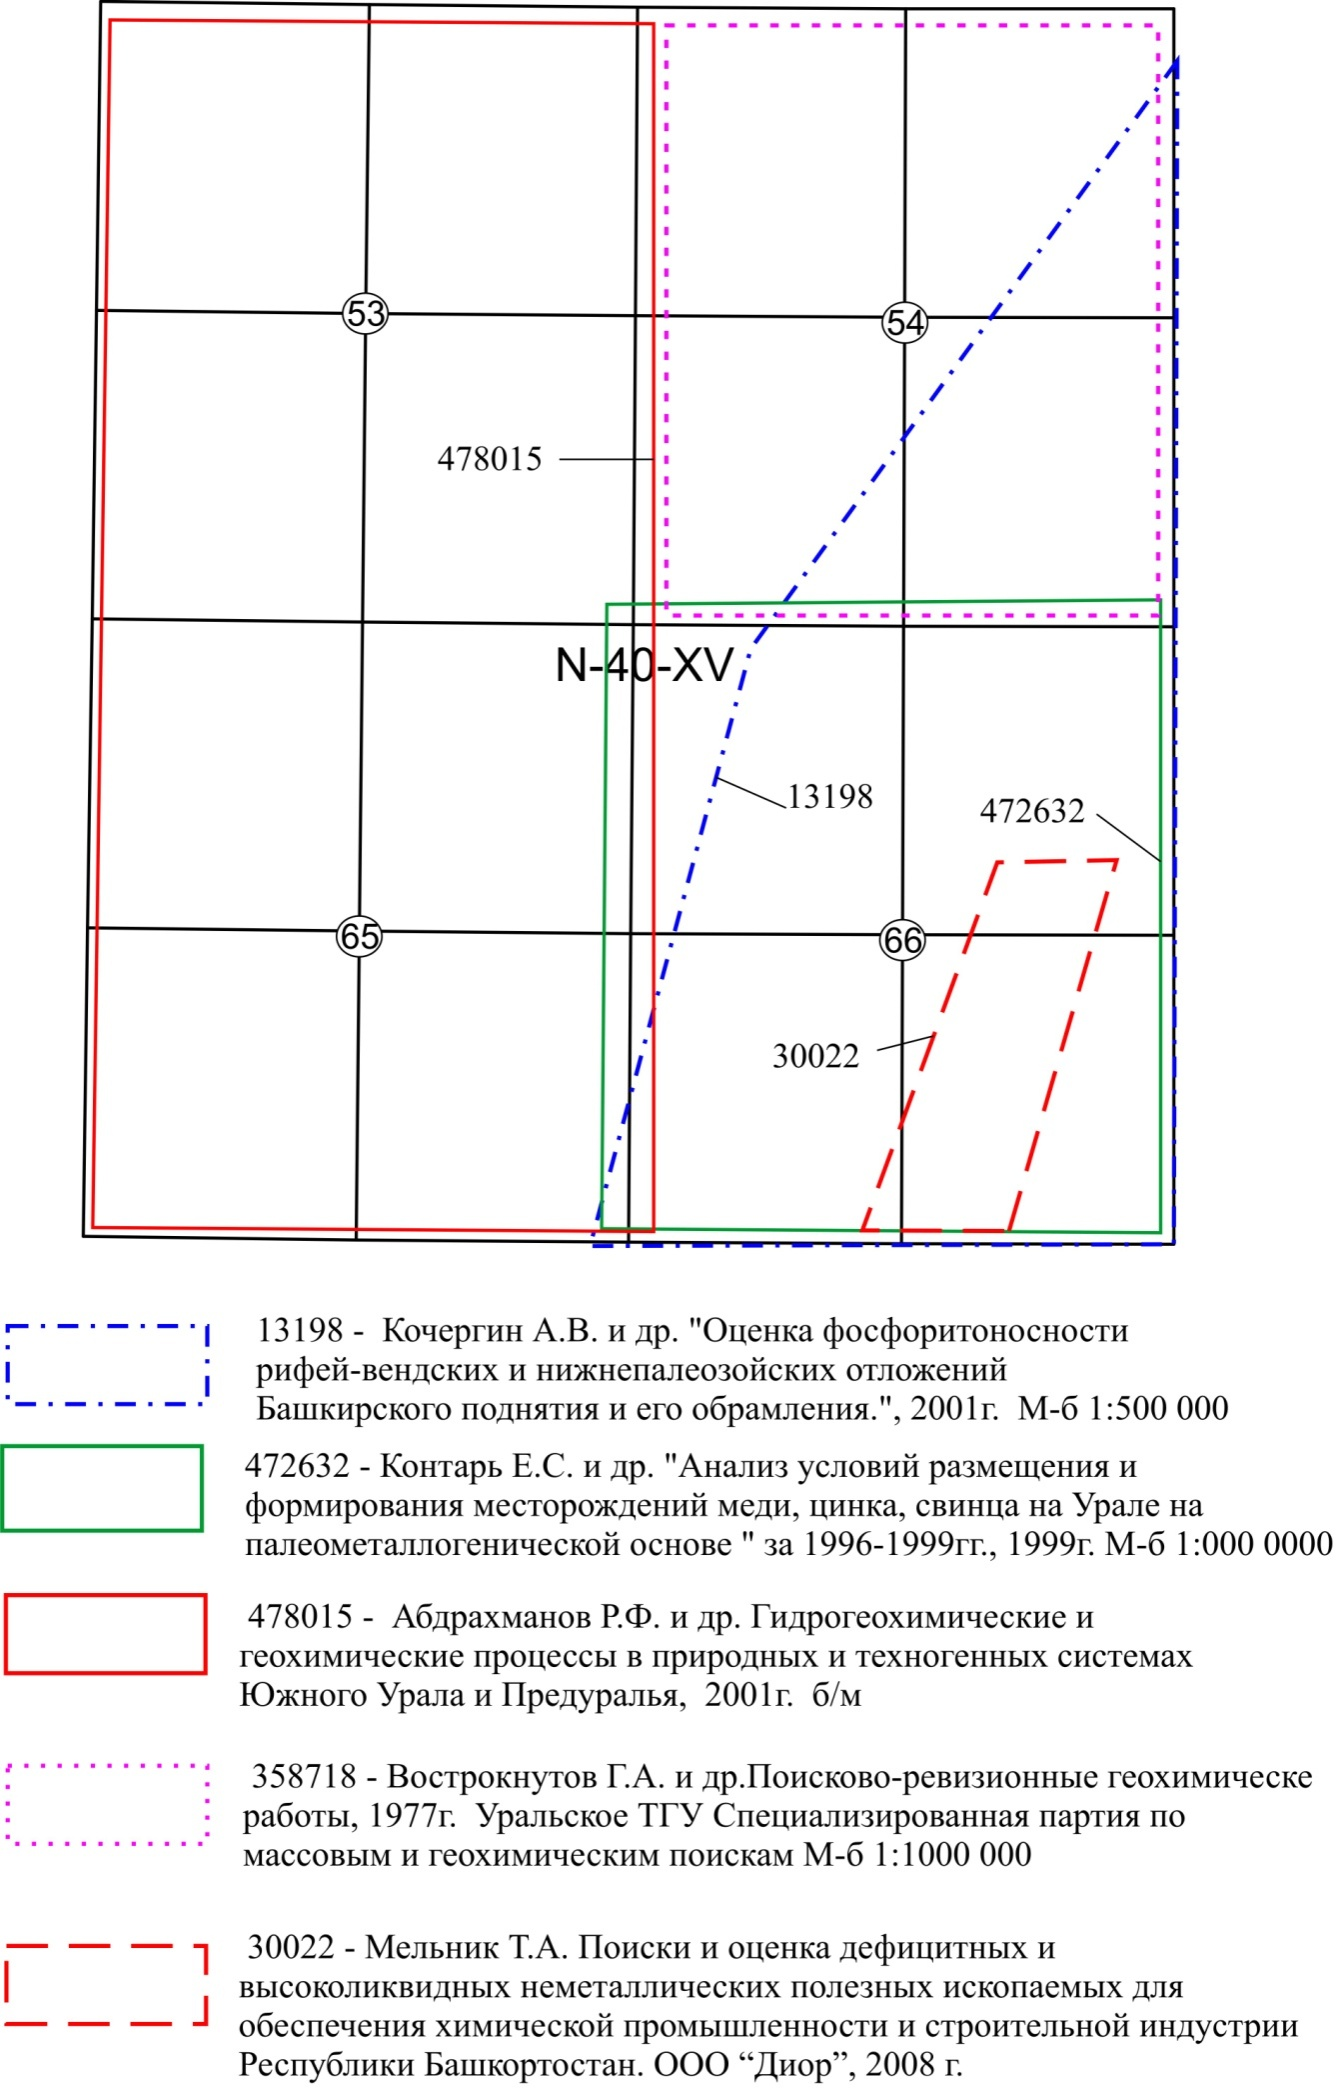 53
54
478015
N-40-XV
13198
472632
65
66
30022
13198 - Кочергин А.В. и др. "Оценка фосфоритоносности
рифей-вендских и нижнепалеозойских отложений
Башкирского поднятия и его обрамления.", 2001г. М-б 1:500 000
472632 - Контарь Е.С. и др. "Анализ условий размещения и
формирования месторождений меди, цинка, свинца на Урале на
палеометаллогенической основе " за 1996-1999гг., 1999г. М-б 1:000 0000
478015 - Абдрахманов Р.Ф. и др. Гидрогеохимические и
геохимические процессы в природных и техногенных системах
Южного Урала и Предуралья, 2001г. б/м
358718 - Вострокнутов Г.А. и др.Поисково-ревизионные геохимическе
работы, 1977г. Уральское ТГУ Специализированная партия по
массовым и геохимическим поискам М-б 1:1000 000
30022 - Мельник Т.А. Поиски и оценка дефицитных и
высоколиквидных неметаллических полезных ископаемых для
обеспечения химической промышленности и строительной индустрии
Республики Башкортостан. ООО “Диор”, 2008 г.